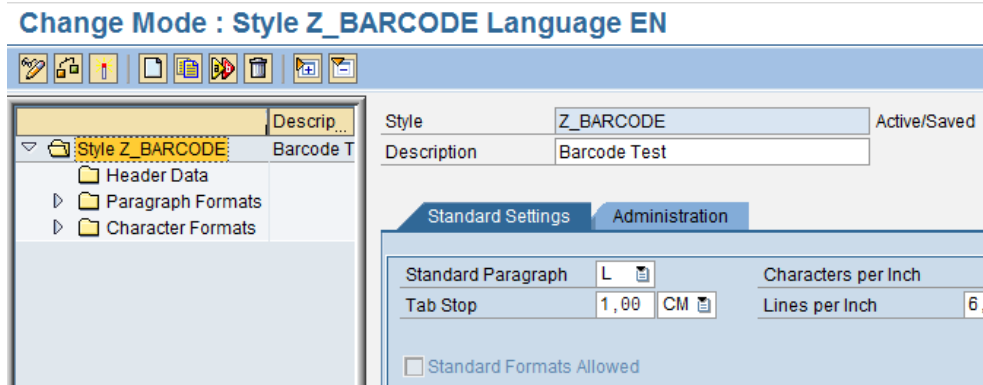 Change Mode : Style Z_BARCODE Language EN
Descrip...
Style Z_BARCODE Barcode T
Header Data
Paragraph Formats
Character Formats
Style Z_BARCODE Active/Saved
Description Barcode Test
Standard Settings Administration
Standard Paragraph L Characters per Inch
Tab Stop 1,00 CM Lines per Inch 6,
Standard Formats Allowed